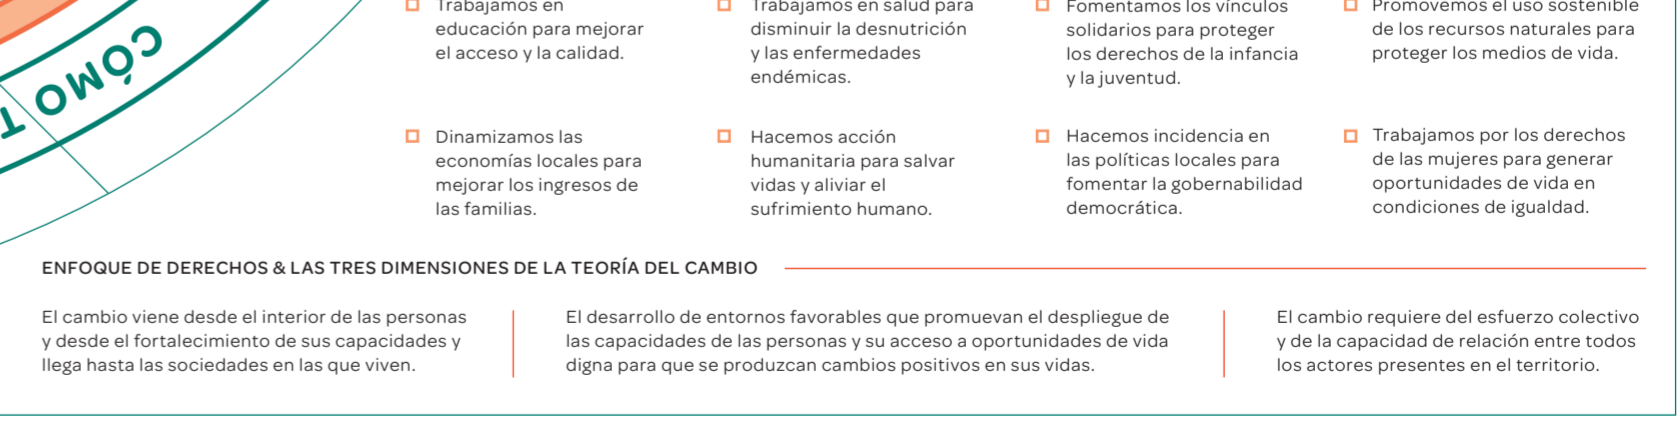 CÓMO T
Trabajamos en
educación para mejorar
el acceso y la calidad.
Trabajamos en salud para
disminuir la desnutrición
y las enfermedades
endémicas.
Fomentamos los vínculos
solidarios para proteger
los derechos de la infancia
y la juventud.
Promovemos el uso sostenible
de los recursos naturales para
proteger los medios de vida.
Dinamizamos las
economías locales para
mejorar los ingresos de
las familias.
Hacemos acción
humanitaria para salvar
vidas y aliviar el
sufrimiento humano.
Hacemos incidencia en
las políticas locales para
fomentar la gobernabilidad
democrática.
Trabajamos por los derechos
de las mujeres para generar
oportunidades de vida en
condiciones de igualdad.
ENFOQUE DE DERECHOS & LAS TRES DIMENSIONES DE LA TEORÍA DEL CAMBIO
El cambio viene desde el interior de las personas
y desde el fortalecimiento de sus capacidades y
llega hasta las sociedades en las que viven.
El desarrollo de entornos favorables que promuevan el despliegue de
las capacidades de las personas y su acceso a oportunidades de vida
digna para que se produzcan cambios positivos en sus vidas.
El cambio requiere del esfuerzo colectivo
y de la capacidad de relación entre todos
los actores presentes en el territorio.